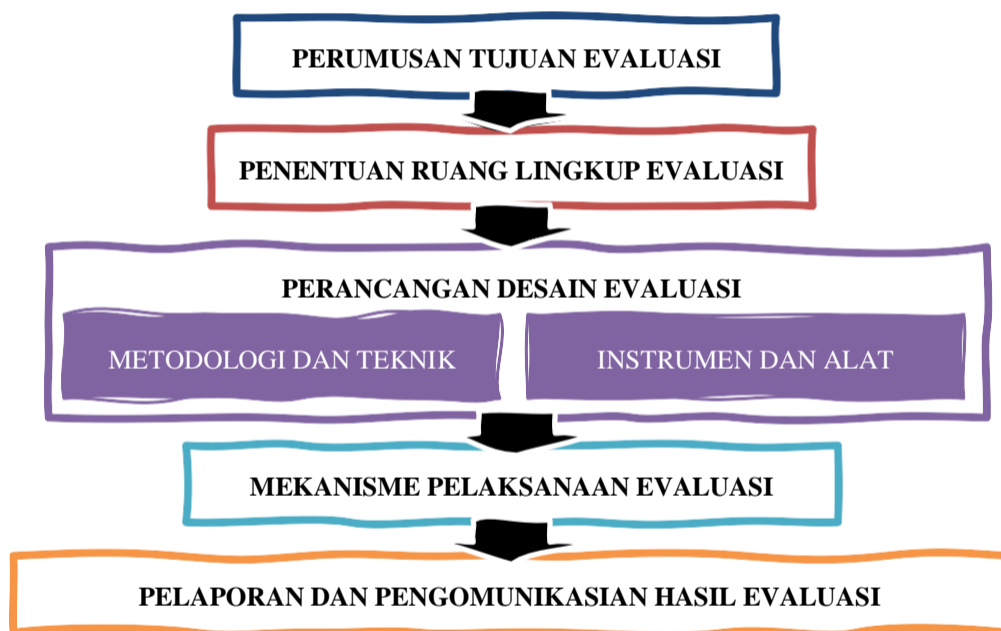 PERUMUSAN TUJUAN EVALUASI
PENENTUAN RUANG LINGKUP EVALUASI
PERANCANGAN DESAIN EVALUASI
METODOLOGI DAN TEKNIK
INSTRUMEN DAN ALAT
MEKANISME PELAKSANAAN EVALUASI
PELAPORAN DAN PENGOMUNIKASIAN HASIL EVALUASI